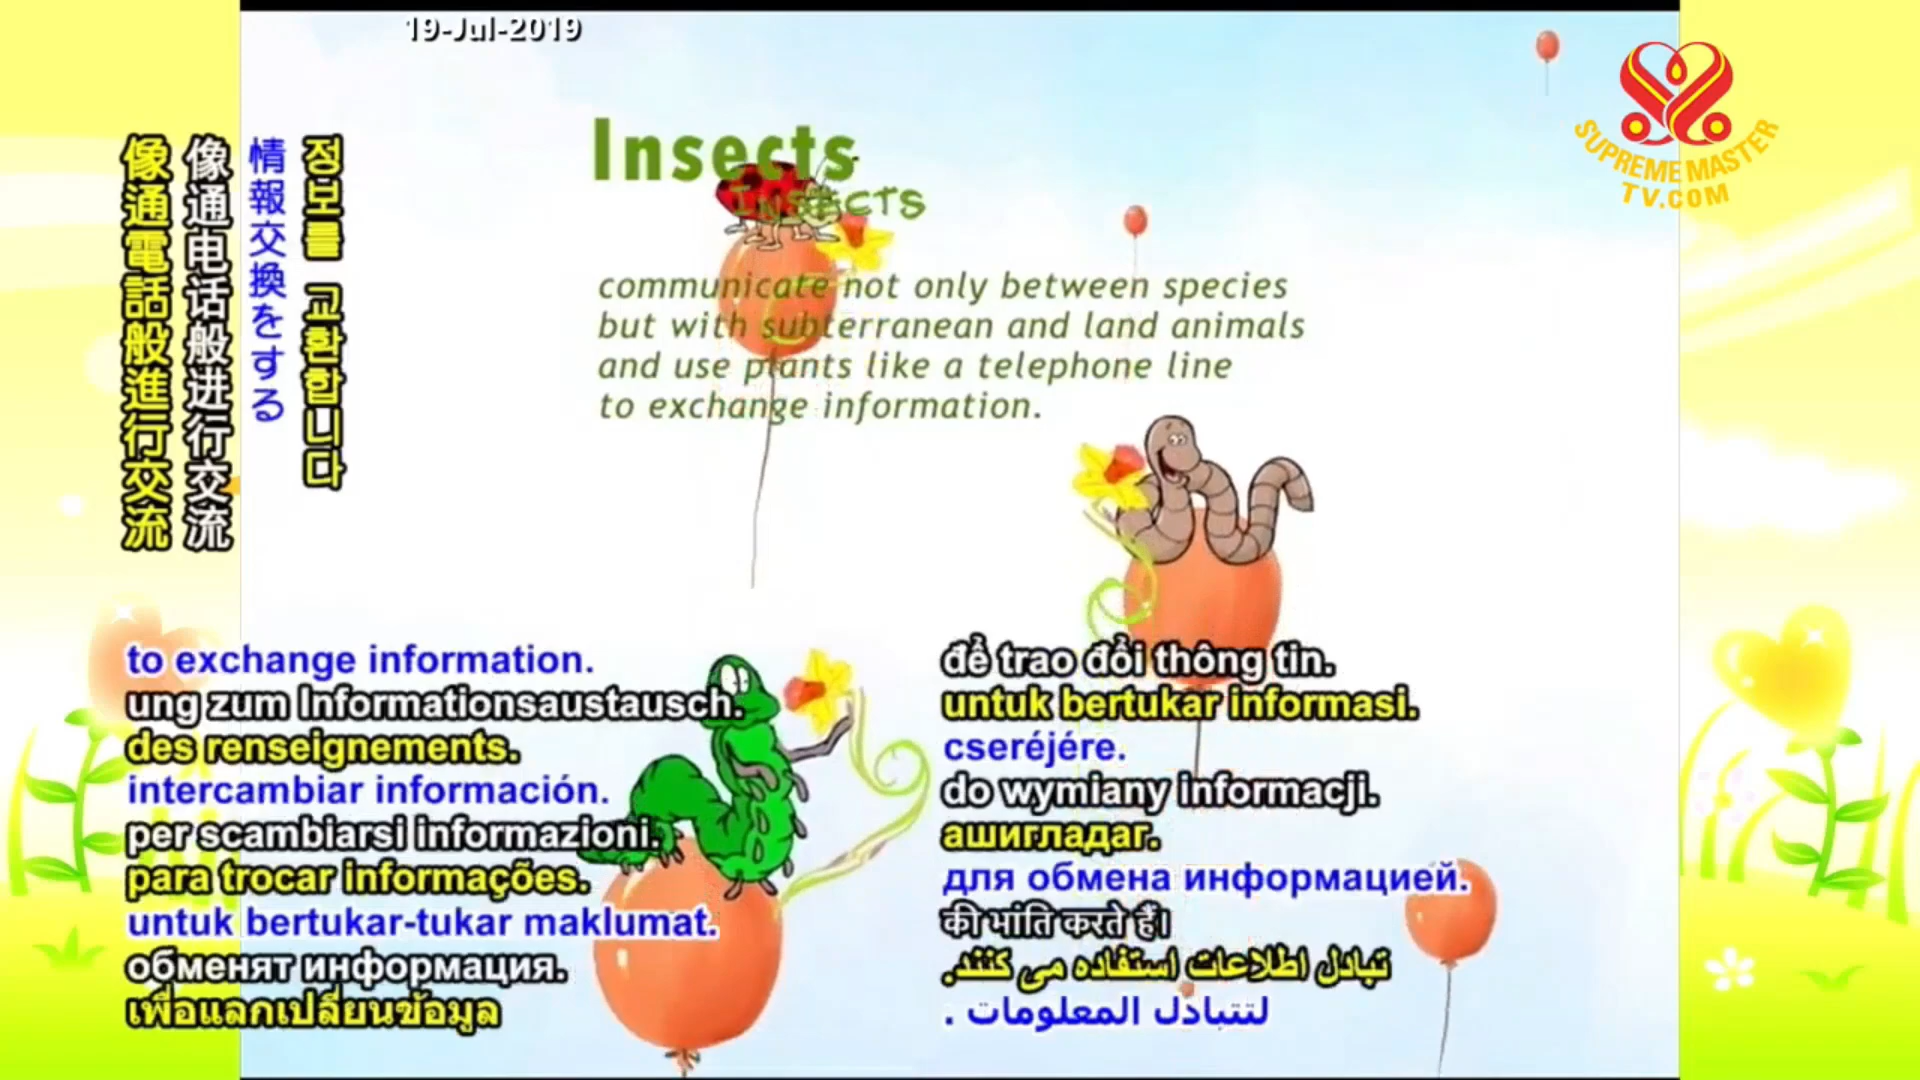 19-Jul-2019
SUPREME MASTER
TV.COM
Insects
INSECTS
communicate not only between species
but with subterranean and land animals
and use plants like a telephone line
to exchange information.
像通電話般進行交流
像通电话般进行交流
情報交換をする
정보를 교환합니다
to exchange information.
ung zum Informationsaustausch.
des renseignements.
intercambiar información.
per scambiarsi informazioni.
para trocar informações.
untuk bertukar-tukar maklumat.
обменят информация.
เพื่อแลกเปลี่ยนข้อมูล
để trao đổi thông tin.
untuk bertukar informasi.
cseréjére.
do wymiany informacji.
ашигладаг.
для обмена информацией.
की भांति करते हैं।
تبادل اطلاعات استفاده می کنند.
لتتبادل المعلومات .